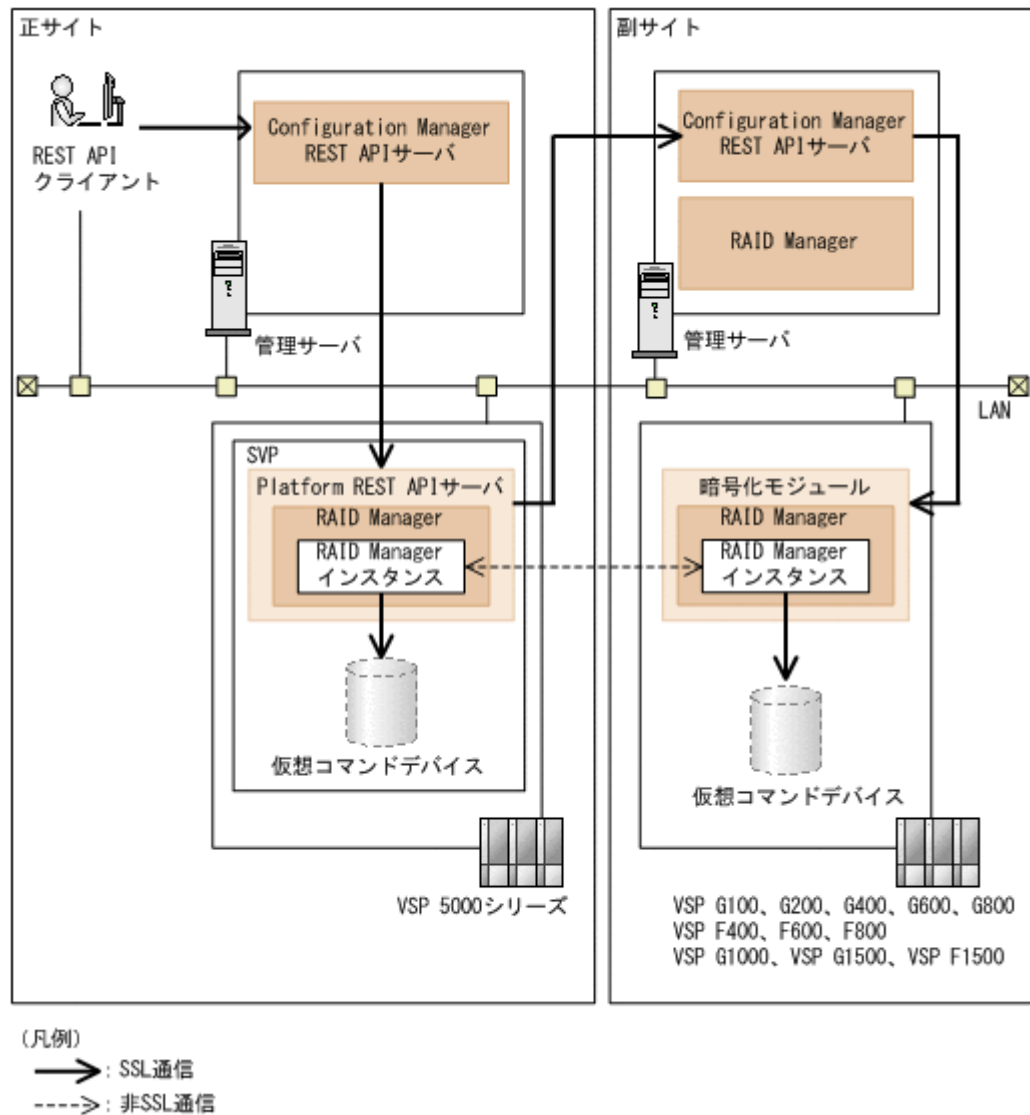 正サイト
REST API
クライアント
Configuration Manager
REST APIサーバ
管理サーバ
副サイト
Configuration Manager
REST APIサーバ
RAID Manager
管理サーバ
LAN
SVP
Platform REST APIサーバ
RAID Manager
RAID Manager
インスタンス
仮想コマンドデバイス
VSP 5000シリーズ
暗号化モジュール
RAID Manager
RAID Manager
インスタンス
仮想コマンドデバイス
VSP G100、G200、G400、G600、G800
VSP F400、F600、F800
VSP G1000、VSP G1500、VSP F1500
(凡例)
: SSL通信
: 非SSL通信